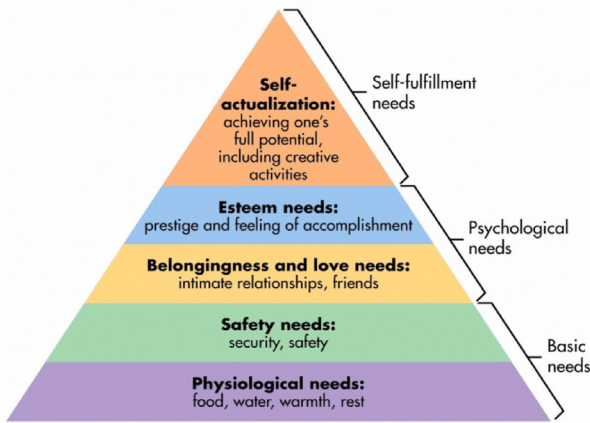 Self-
actualization:
achieving one's
full potential,
including creative
activities
Self-fulfillment
needs
Esteem needs:
prestige and feeling of accomplishment
Psychological
needs
Belongingness and love needs:
intimate relationships, friends
Safety needs:
security, safety
Basic
needs
Physiological needs:
food, water, warmth, rest